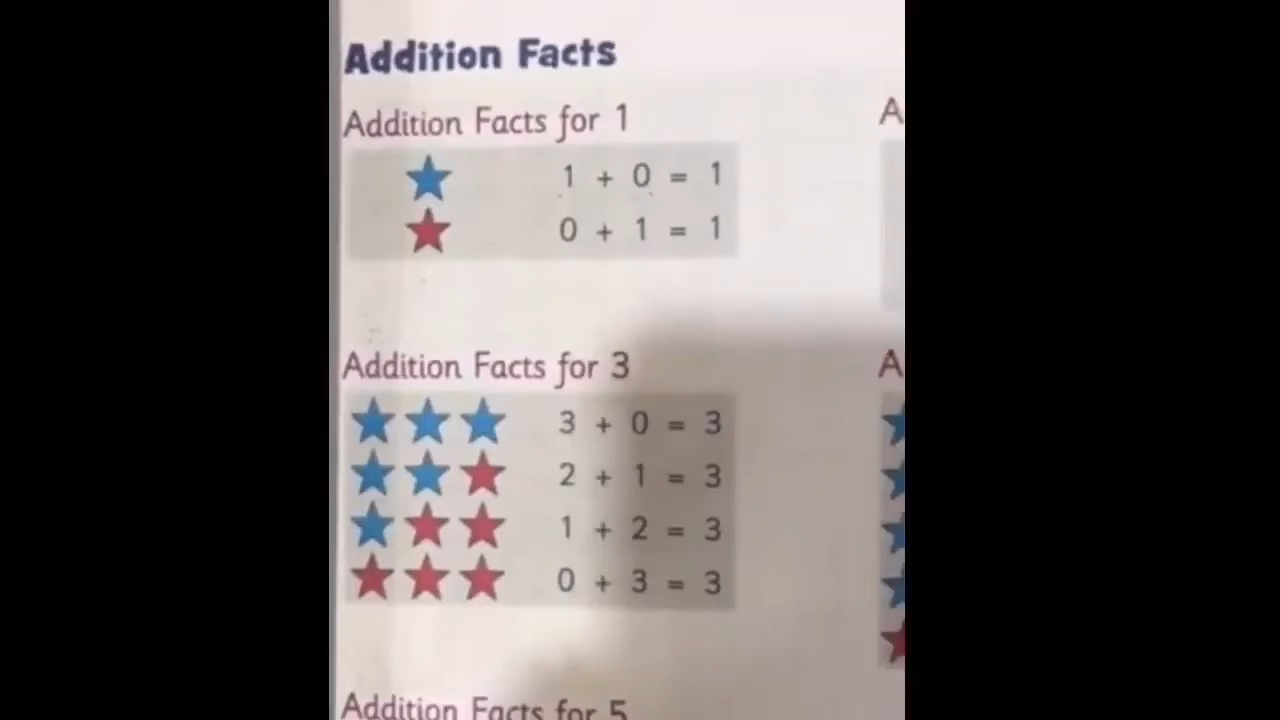 Addition Facts
Addition Facts for 1
1 + 0 = 1
0 + 1 = 1
Addition Facts for 3
3 + 0 = 3
2 + 1 = 3
1 + 2 = 3
0 + 3 = 3
Addition Facts for 5
A
A